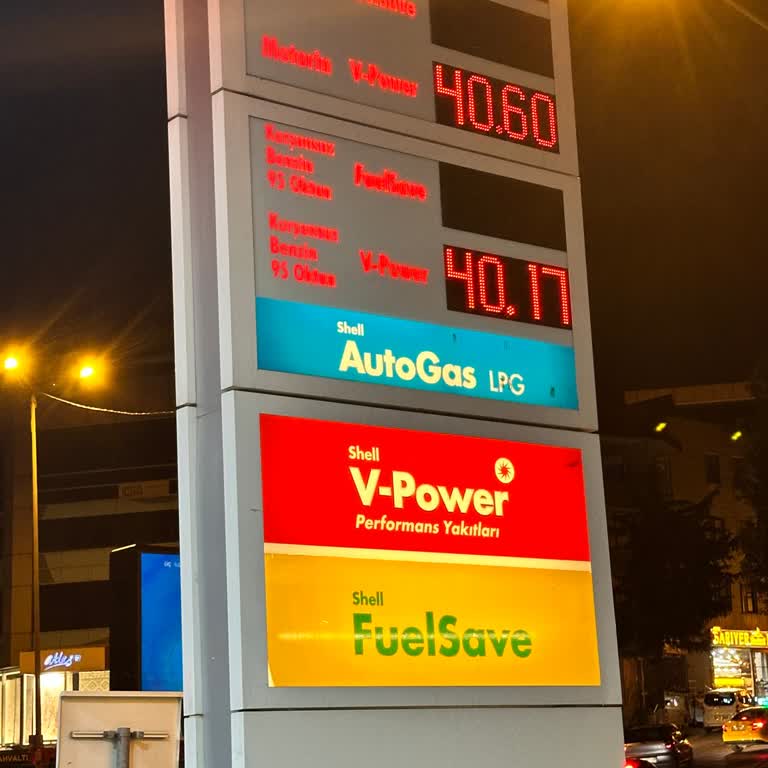 Motorin V-Power 40.60
Kurşunsuz
Benzin
95 Oktan
FuelSave
Kurşunsuz
Benzin
95 Oktan
V-Power
40.17
Shell
AutoGas LPG
Shell
V-Power
Performans Yakıtları
Shell
FuelSave
SABIYER